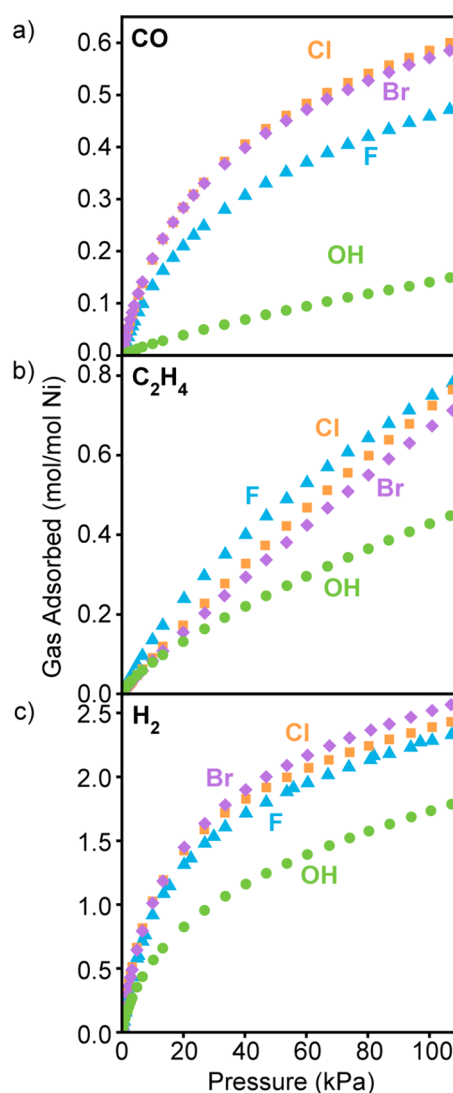 a)
CO
0.6
0.5
0.4
0.3
0.2
0.1
0.0
Cl
Br
F
OH
b)
C₂H₄
0.8
0.6
0.4
0.2
0.0
Cl
F
Br
OH
c)
H₂
2.5
2.0
1.5
1.0
0.5
0.0
Cl
Br
F
OH
Gas Adsorbed (mol/mol Ni)
0 20 40 60 80 100
Pressure (kPa)